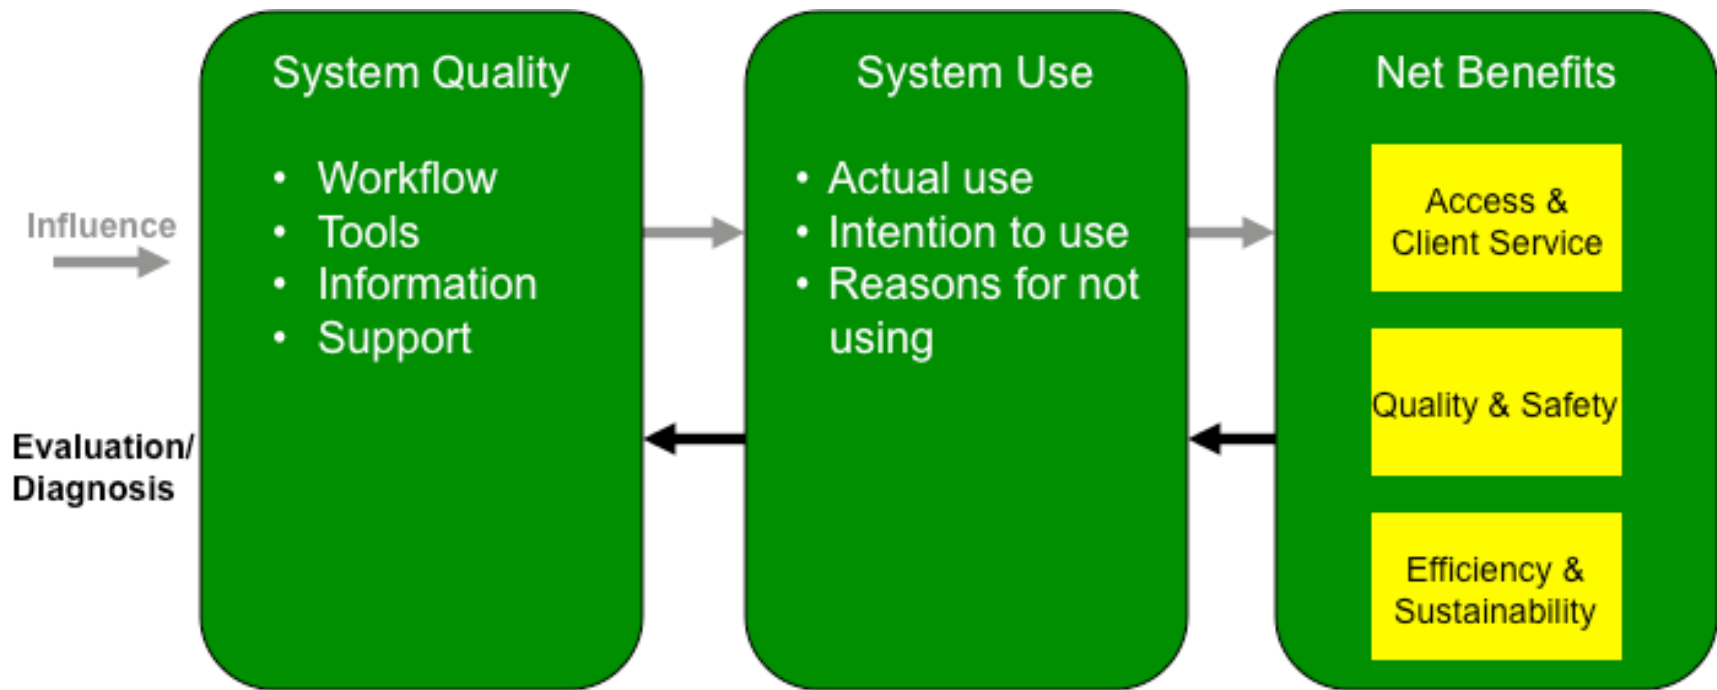 System Quality
• Workflow
• Tools
• Information
• Support
System Use
• Actual use
• Intention to use
• Reasons for not
using
Net Benefits
Access &
Client Service
Quality & Safety
Efficiency &
Sustainability
Influence
Evaluation/
Diagnosis